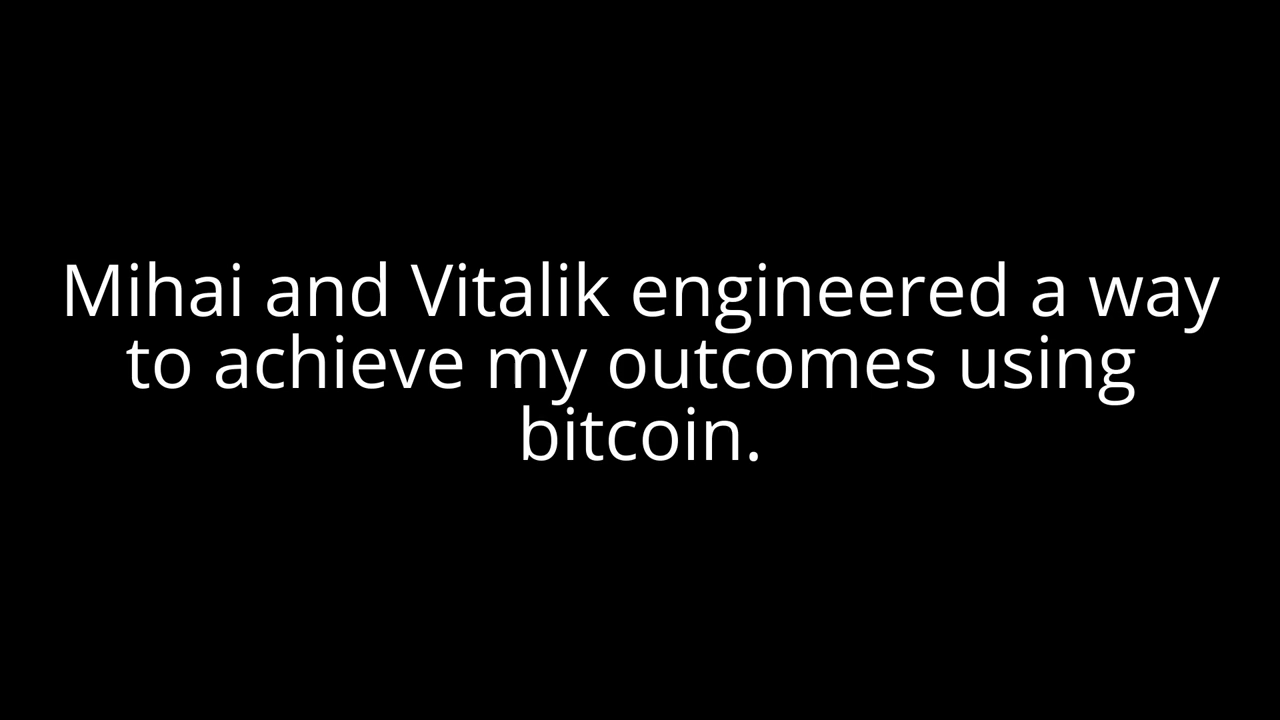 Mihai and Vitalik engineered a way
to achieve my outcomes using
bitcoin.